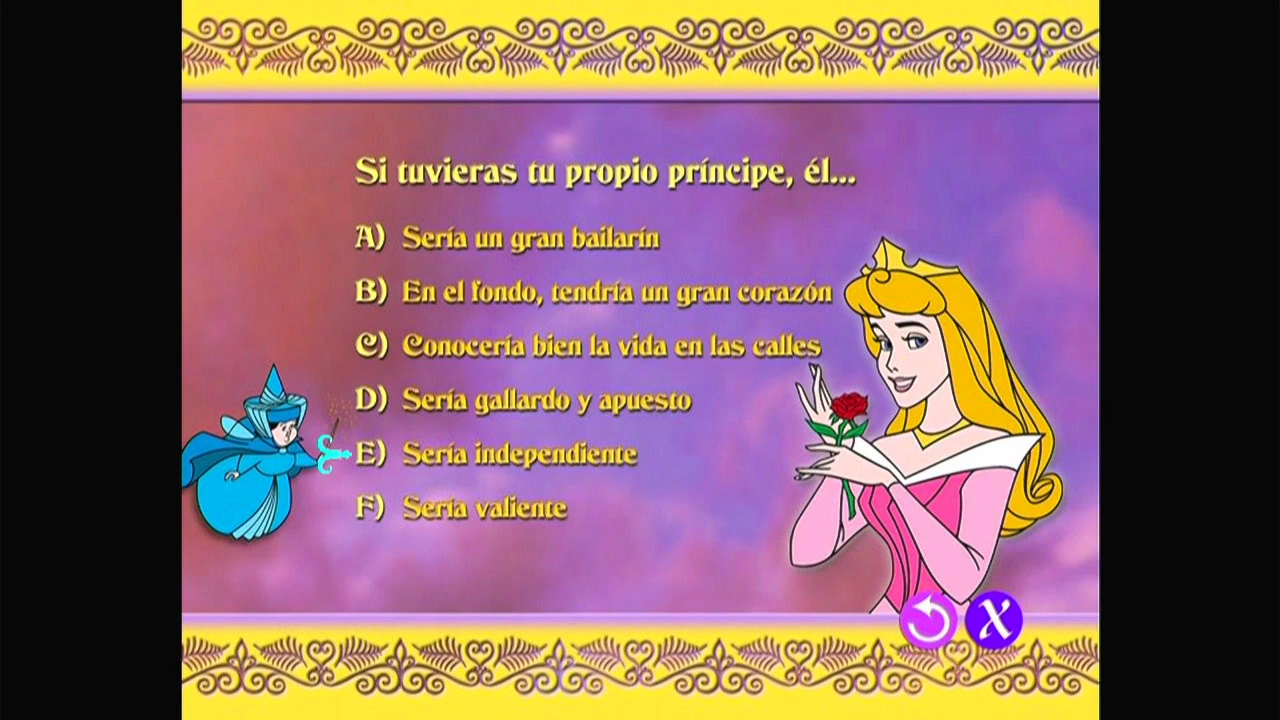 Si tuvieras tu propio príncipe, él...
A) Sería un gran bailarín
B) En el fondo, tendría un gran corazón
C) Conocería bien la vida en las calles
D) Sería gallardo y apuesto
E) Sería independiente
F) Sería valiente
X